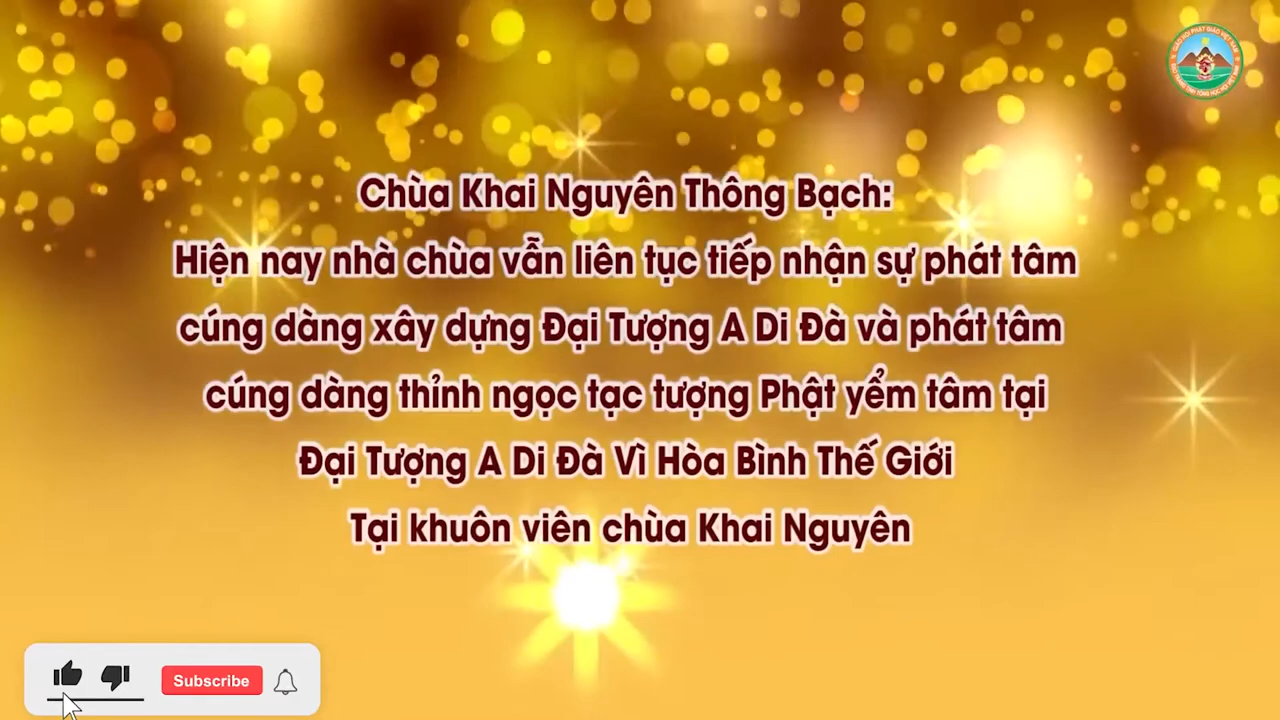 Chùa Khai Nguyên Thông Bạch:
Hiện nay nhà chùa vẫn liên tục tiếp nhận sự phát tâm
cúng dàng xây dựng Đại Tượng A Di Đà và phát tâm
cúng dàng thỉnh ngọc tạc tượng Phật yểm tâm tại
Đại Tượng A Di Đà Vì Hòa Bình Thế Giới
Tại khuôn viên chùa Khai Nguyên
Subscribe